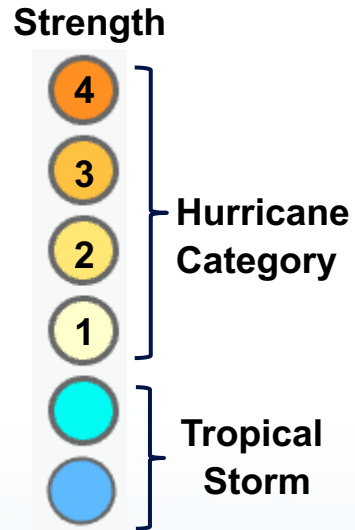 Strength
4
3
2
1
Hurricane
Category
Tropical
Storm